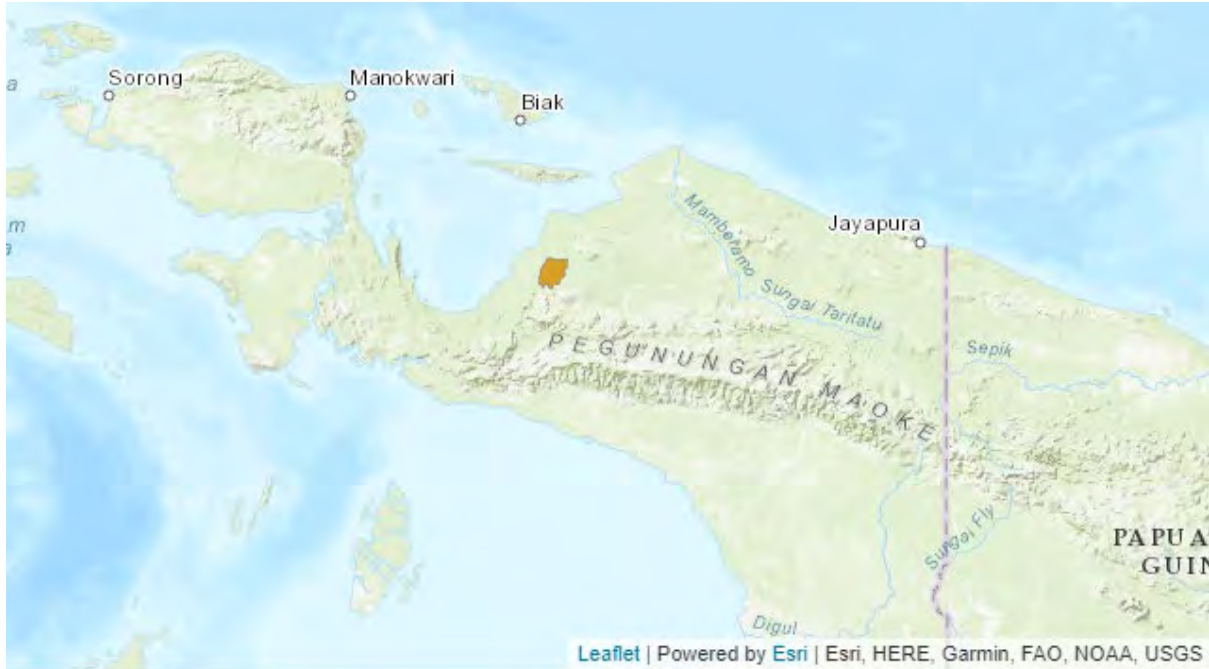 Sorong
Manokwari
a
Biak
Mamberamo
Jayapura
m
a
Sungai Taritatu
Sepik
PEGUNUNGAN MAOKE
Sungai Fly
PAPUA
GUIN
Digul
Leaflet | Powered by Esri | Esri, HERE, Garmin, FAO, NOAA, USGS